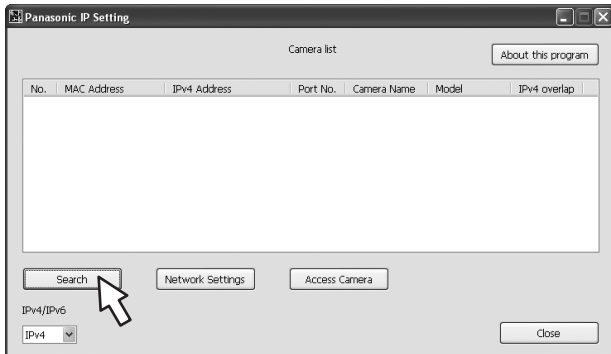 Panasonic IP Setting
Camera list
About this program
No. MAC Address IPv4 Address Port No. Camera Name Model IPv4 overlap
Search Network Settings Access Camera
IPv4/IPv6
IPv4 Close